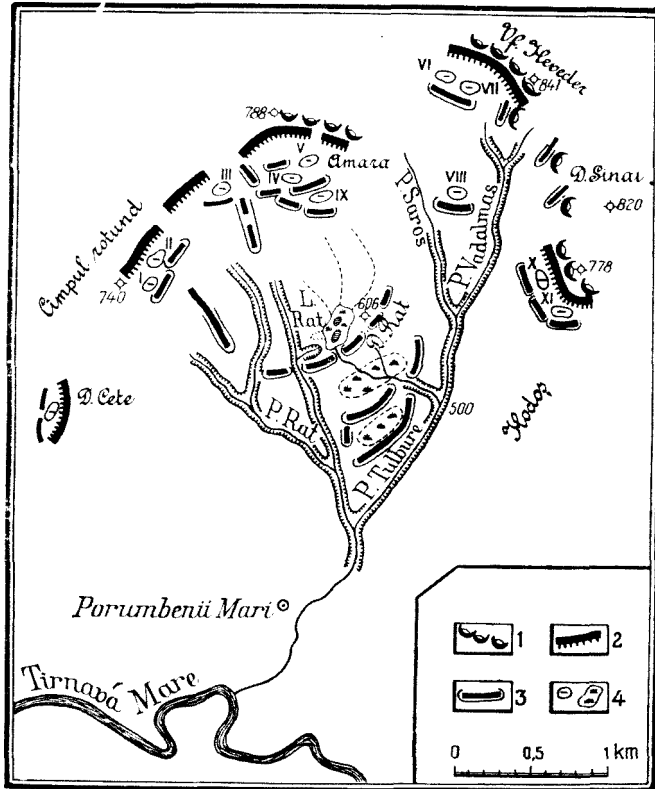 Vf. Heveder
VI
VII
841
788
V
Amara
IV
III
IX
VIII
D. Sinai
820
P. Saros
P. Vadalmas
Cîmpul rotund
II
I
740
X
778
XI
L. Rat
606
D. Rat
D. Cete
P. Rat
500
Hodoș
P. Tulbure
Porumbenii Mari
Tîrnava Mare
1
2
3
4
0
0,5
1 km